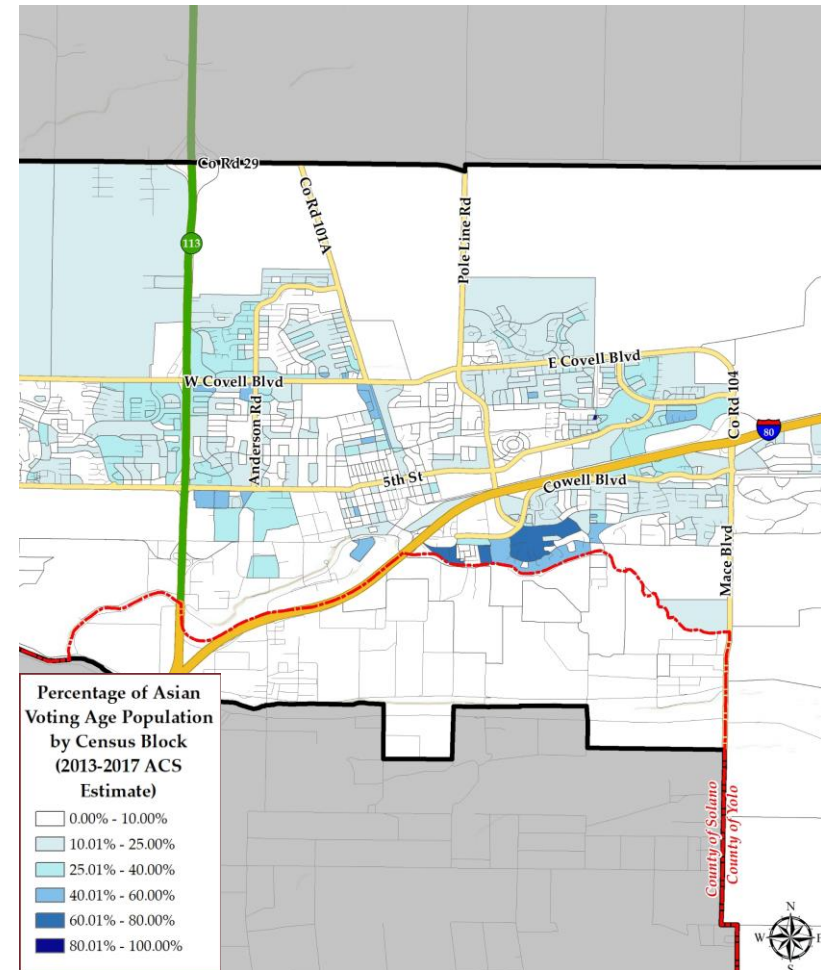 Co Rd 29
Co Rd 101A
Pole Line Rd
113
E Covell Blvd
W Covell Blvd
Anderson Rd
Co Rd 104
80
5th St
Cowell Blvd
Mace Blvd
Percentage of Asian
Voting Age Population
by Census Block
(2013-2017 ACS
Estimate)
0.00% - 10.00%
10.01% - 25.00%
25.01% - 40.00%
40.01% - 60.00%
60.01% - 80.00%
80.01% - 100.00%
County of Solano
County of Yolo
N
W E
S